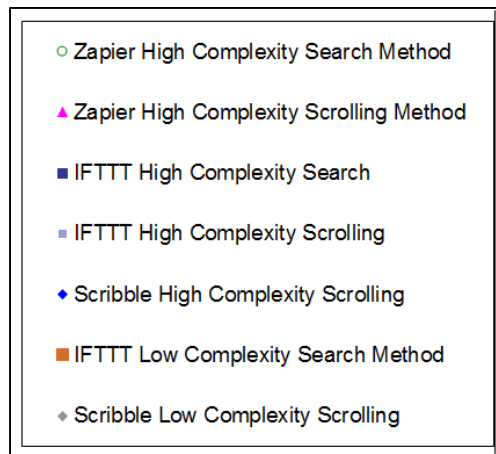 Zapier High Complexity Search Method
Zapier High Complexity Scrolling Method
IFTTT High Complexity Search
IFTTT High Complexity Scrolling
Scribble High Complexity Scrolling
IFTTT Low Complexity Search Method
Scribble Low Complexity Scrolling